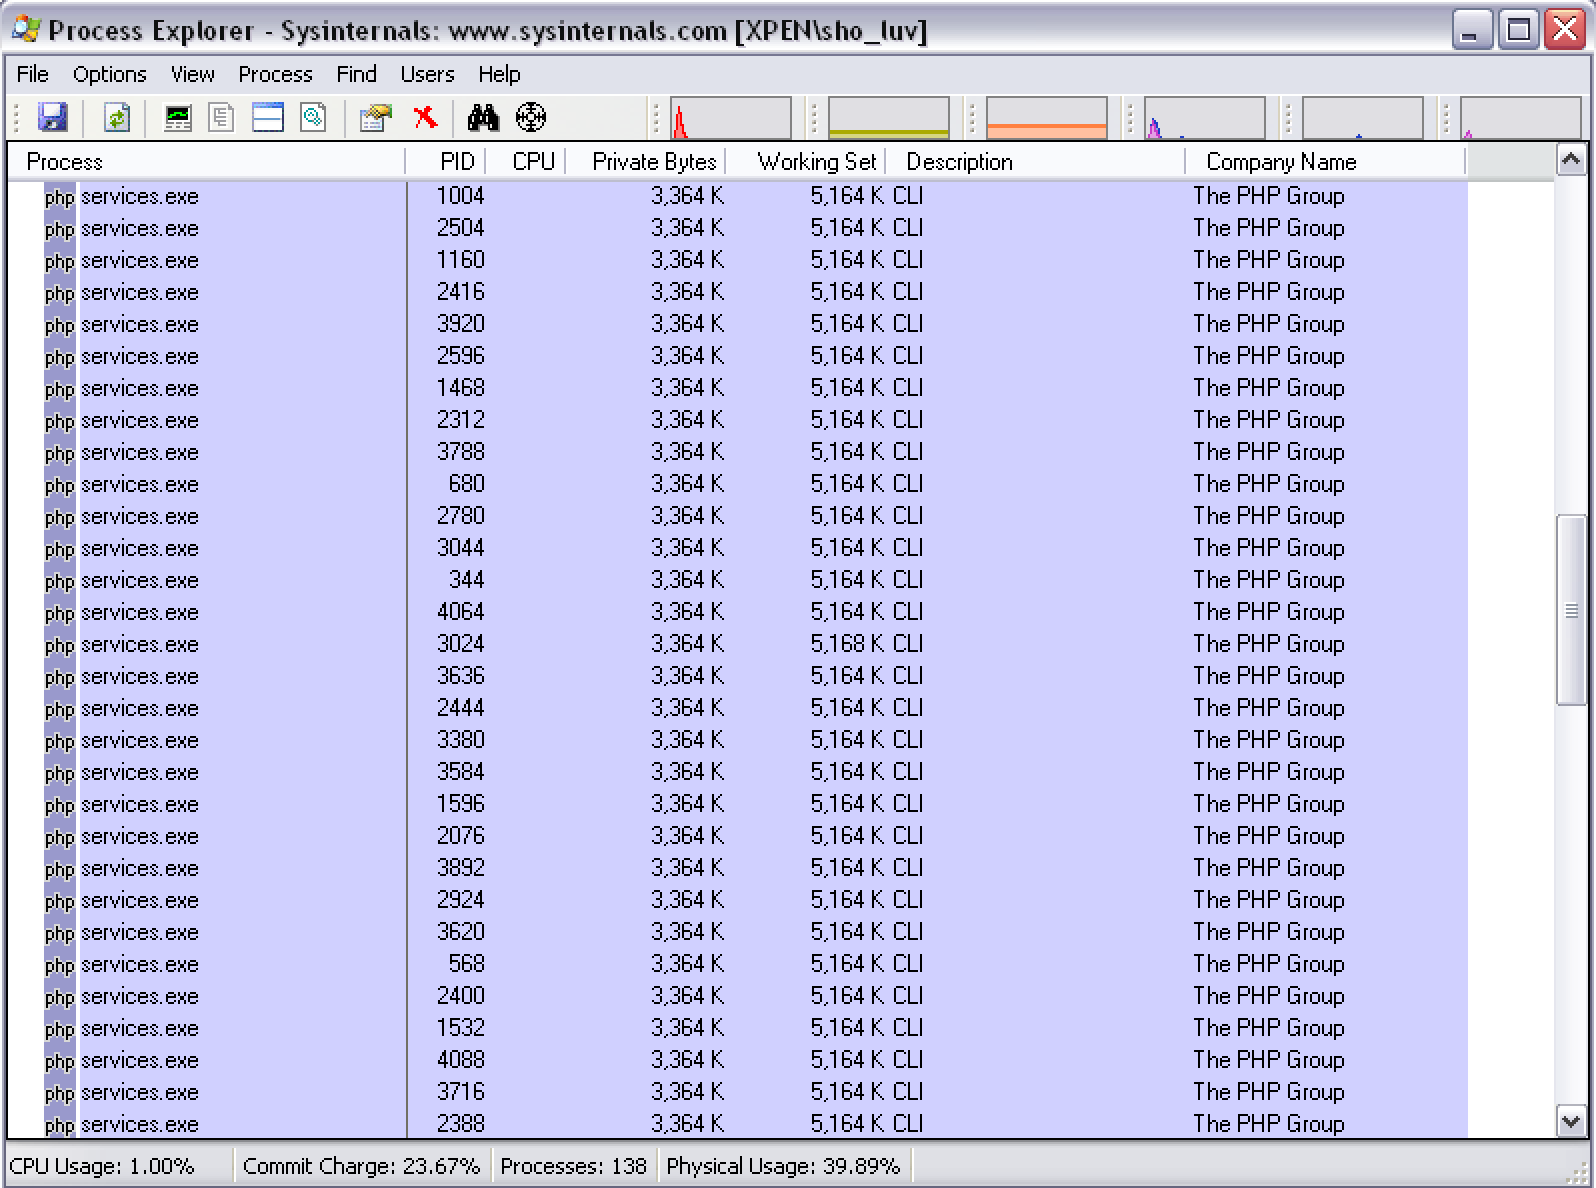 Process Explorer - Sysinternals: www.sysinternals.com [XPEN\sho_luv]
File Options View Process Find Users Help
Process PID CPU Private Bytes Working Set Description Company Name
php services.exe 1004 3,364 K 5,164 K CLI The PHP Group
php services.exe 2504 3,364 K 5,164 K CLI The PHP Group
php services.exe 1160 3,364 K 5,164 K CLI The PHP Group
php services.exe 2416 3,364 K 5,164 K CLI The PHP Group
php services.exe 3920 3,364 K 5,164 K CLI The PHP Group
php services.exe 2596 3,364 K 5,164 K CLI The PHP Group
php services.exe 1468 3,364 K 5,164 K CLI The PHP Group
php services.exe 2312 3,364 K 5,164 K CLI The PHP Group
php services.exe 3788 3,364 K 5,164 K CLI The PHP Group
php services.exe 680 3,364 K 5,164 K CLI The PHP Group
php services.exe 2780 3,364 K 5,164 K CLI The PHP Group
php services.exe 3044 3,364 K 5,164 K CLI The PHP Group
php services.exe 344 3,364 K 5,164 K CLI The PHP Group
php services.exe 4064 3,364 K 5,164 K CLI The PHP Group
php services.exe 3024 3,364 K 5,168 K CLI The PHP Group
php services.exe 3636 3,364 K 5,164 K CLI The PHP Group
php services.exe 2444 3,364 K 5,164 K CLI The PHP Group
php services.exe 3380 3,364 K 5,164 K CLI The PHP Group
php services.exe 3584 3,364 K 5,164 K CLI The PHP Group
php services.exe 1596 3,364 K 5,164 K CLI The PHP Group
php services.exe 2076 3,364 K 5,164 K CLI The PHP Group
php services.exe 3892 3,364 K 5,164 K CLI The PHP Group
php services.exe 2924 3,364 K 5,164 K CLI The PHP Group
php services.exe 3620 3,364 K 5,164 K CLI The PHP Group
php services.exe 568 3,364 K 5,164 K CLI The PHP Group
php services.exe 2400 3,364 K 5,164 K CLI The PHP Group
php services.exe 1532 3,364 K 5,164 K CLI The PHP Group
php services.exe 4088 3,364 K 5,164 K CLI The PHP Group
php services.exe 3716 3,364 K 5,164 K CLI The PHP Group
php services.exe 2388 3,364 K 5,164 K CLI The PHP Group
CPU Usage: 1.00% Commit Charge: 23.67% Processes: 138 Physical Usage: 39.89%